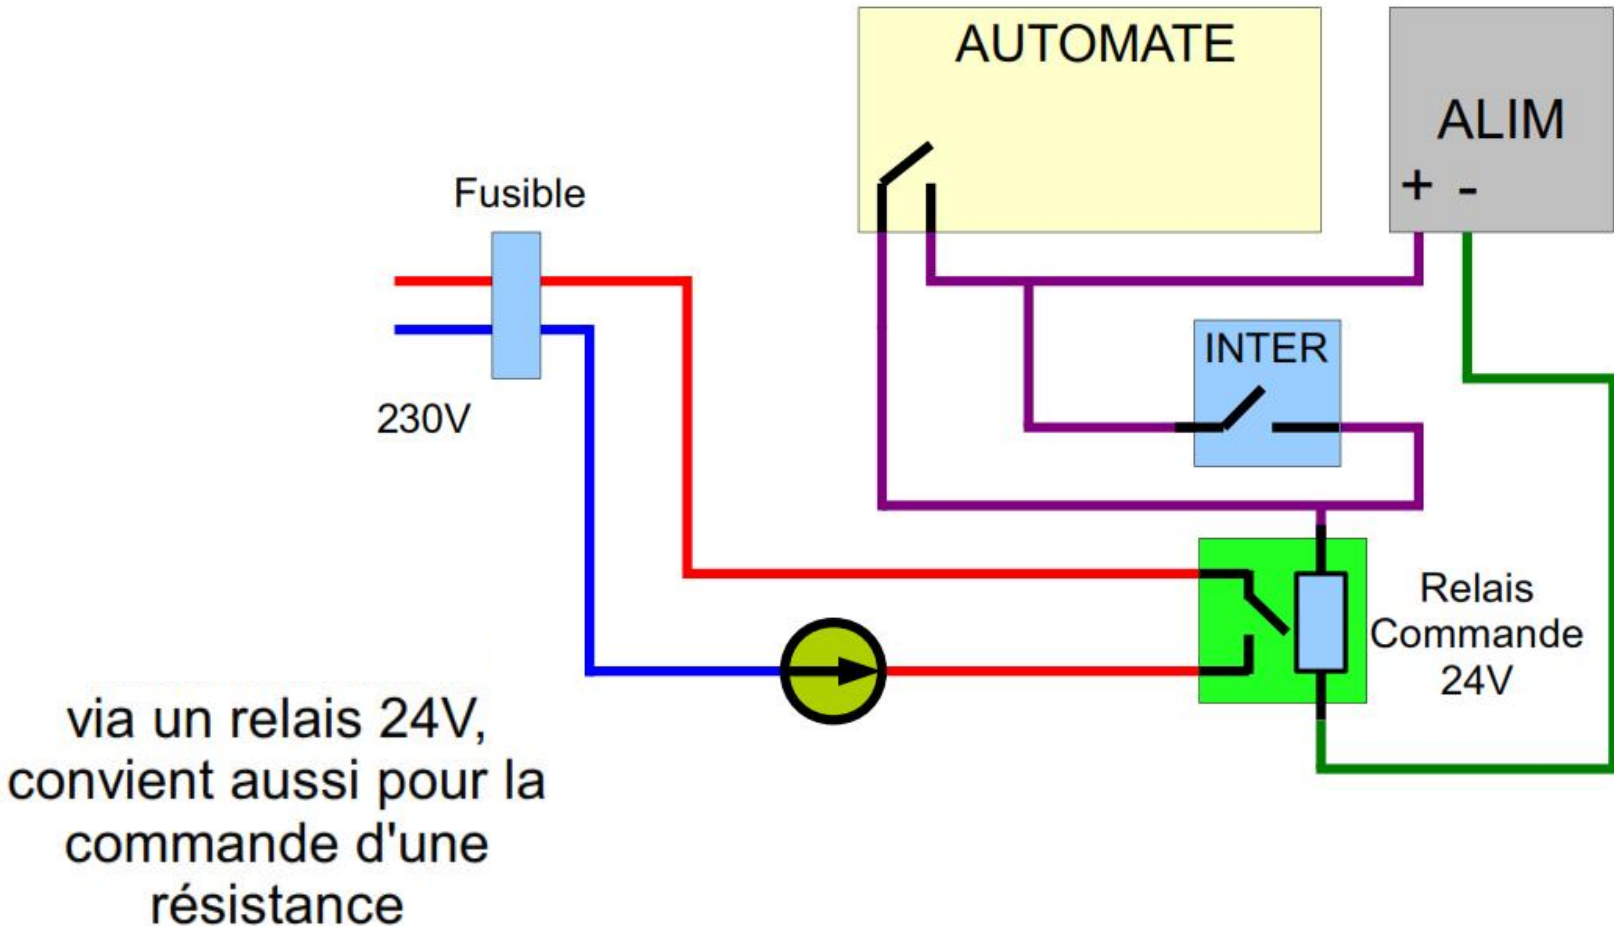 AUTOMATE
ALIM
+ -
Fusible
230V
INTER
Relais
Commande
24V
via un relais 24V,
convient aussi pour la
commande d'une
résistance